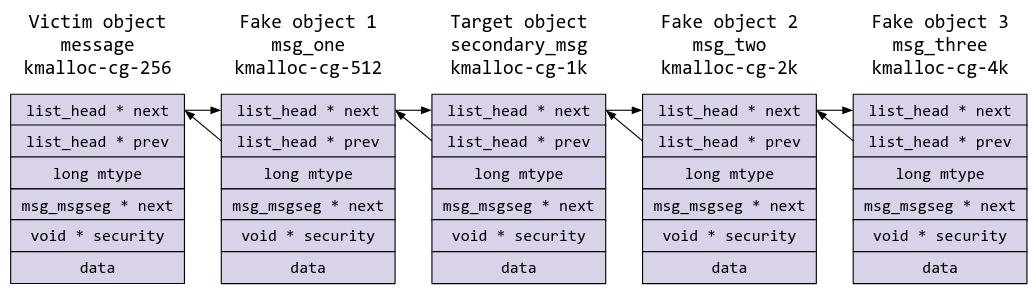 Victim object
message
kmalloc-cg-256
list_head * next
list_head * prev
long mtype
msg_msgseg * next
void * security
data
Fake object 1
msg_one
kmalloc-cg-512
list_head * next
list_head * prev
long mtype
msg_msgseg * next
void * security
data
Target object
secondary_msg
kmalloc-cg-1k
list_head * next
list_head * prev
long mtype
msg_msgseg * next
void * security
data
Fake object 2
msg_two
kmalloc-cg-2k
list_head * next
list_head * prev
long mtype
msg_msgseg * next
void * security
data
Fake object 3
msg_three
kmalloc-cg-4k
list_head * next
list_head * prev
long mtype
msg_msgseg * next
void * security
data